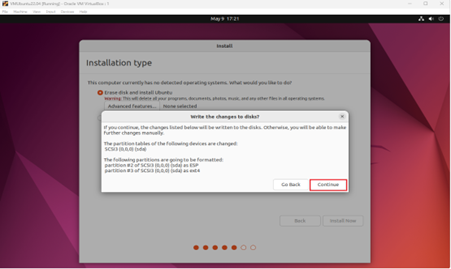 VMUbuntu22.04 [Running] - Oracle VM VirtualBox : 1
File Machine View Input Devices Help
May 9 17:21
Install
Installation type
This computer currently has no detected operating systems. What would you like to do?
Erase disk and install Ubuntu
Warning: This will delete all your programs, documents, photos, music, and any other files in all operating systems.
Advanced features... None selected
Write the changes to disks?
If you continue, the changes listed below will be written to the disks. Otherwise, you will be able to make
further changes manually.
The partition tables of the following devices are changed:
SCSI3 (0,0,0) (sda)
The following partitions are going to be formatted:
partition #2 of SCSI3 (0,0,0) (sda) as ESP
partition #3 of SCSI3 (0,0,0) (sda) as ext4
Go Back Continue
Back Install Now